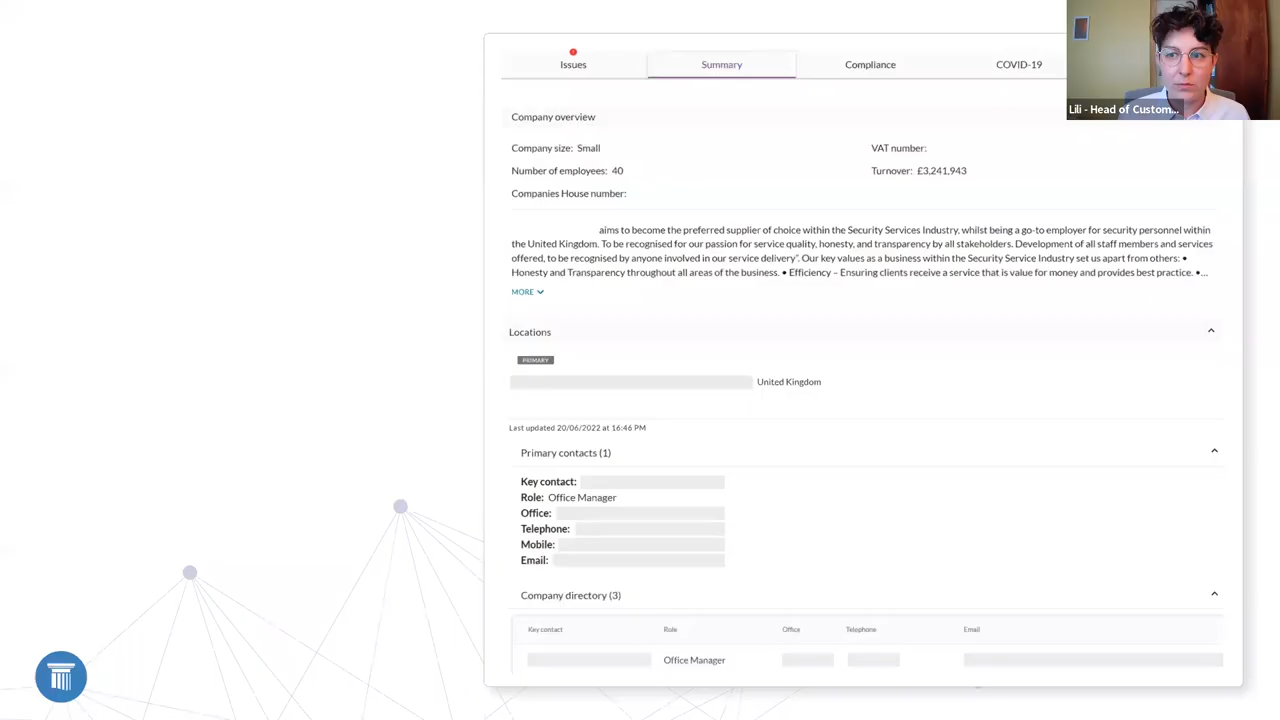 Issues
Summary
Compliance
COVID-19
Lili - Head of Custom...
Company overview
Company size: Small
VAT number:
Number of employees: 40
Turnover: £3,241,943
Companies House number:
aims to become the preferred supplier of choice within the Security Services Industry, whilst being a go-to employer for security personnel within
the United Kingdom. To be recognised for our passion for service quality, honesty, and transparency by all stakeholders. Development of all staff members and services
offered, to be recognised by anyone involved in our service delivery”. Our key values as a business within the Security Service Industry set us apart from others: •
Honesty and Transparency throughout all areas of the business. • Efficiency – Ensuring clients receive a service that is value for money and provides best practice. •...
MORE
Locations
PRIMARY
United Kingdom
Last updated 20/06/2022 at 16:46 PM
Primary contacts (1)
Key contact:
Role: Office Manager
Office:
Telephone:
Mobile:
Email:
Company directory (3)
Key contact
Role
Office
Telephone
Email
Office Manager